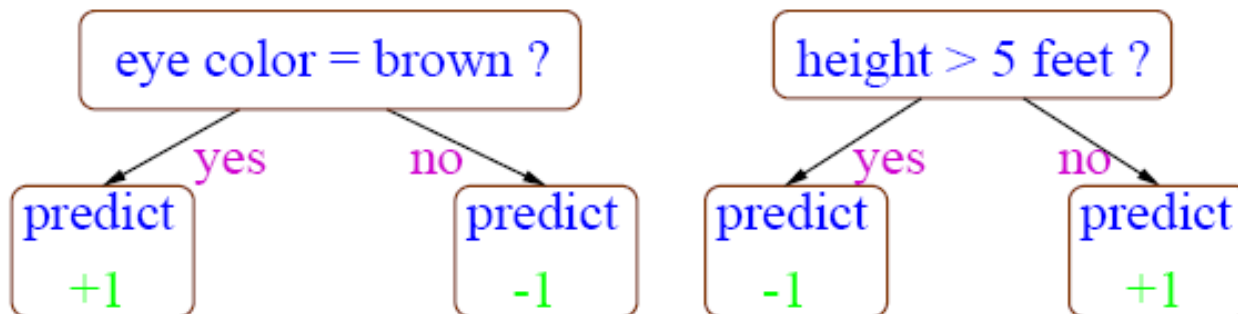 eye color = brown ?
yes
no
predict
+1
predict
-1
height > 5 feet ?
yes
no
predict
-1
predict
+1